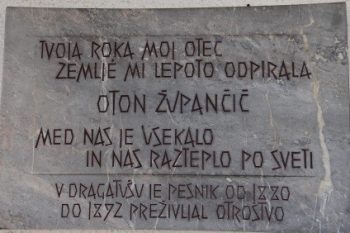 TVOJA ROKA MOJ OTEC
ZEMLJE MI LEPOTO ODPIRALA
OTON ŽUPANČIČ
MED NAS JE VSEKALO
IN NAS RAZTEPLO PO SVETI
V DRAGATUŠU JE PESNIK OD 1880
DO 1892 PREŽIVLJAL OTROŠTVO